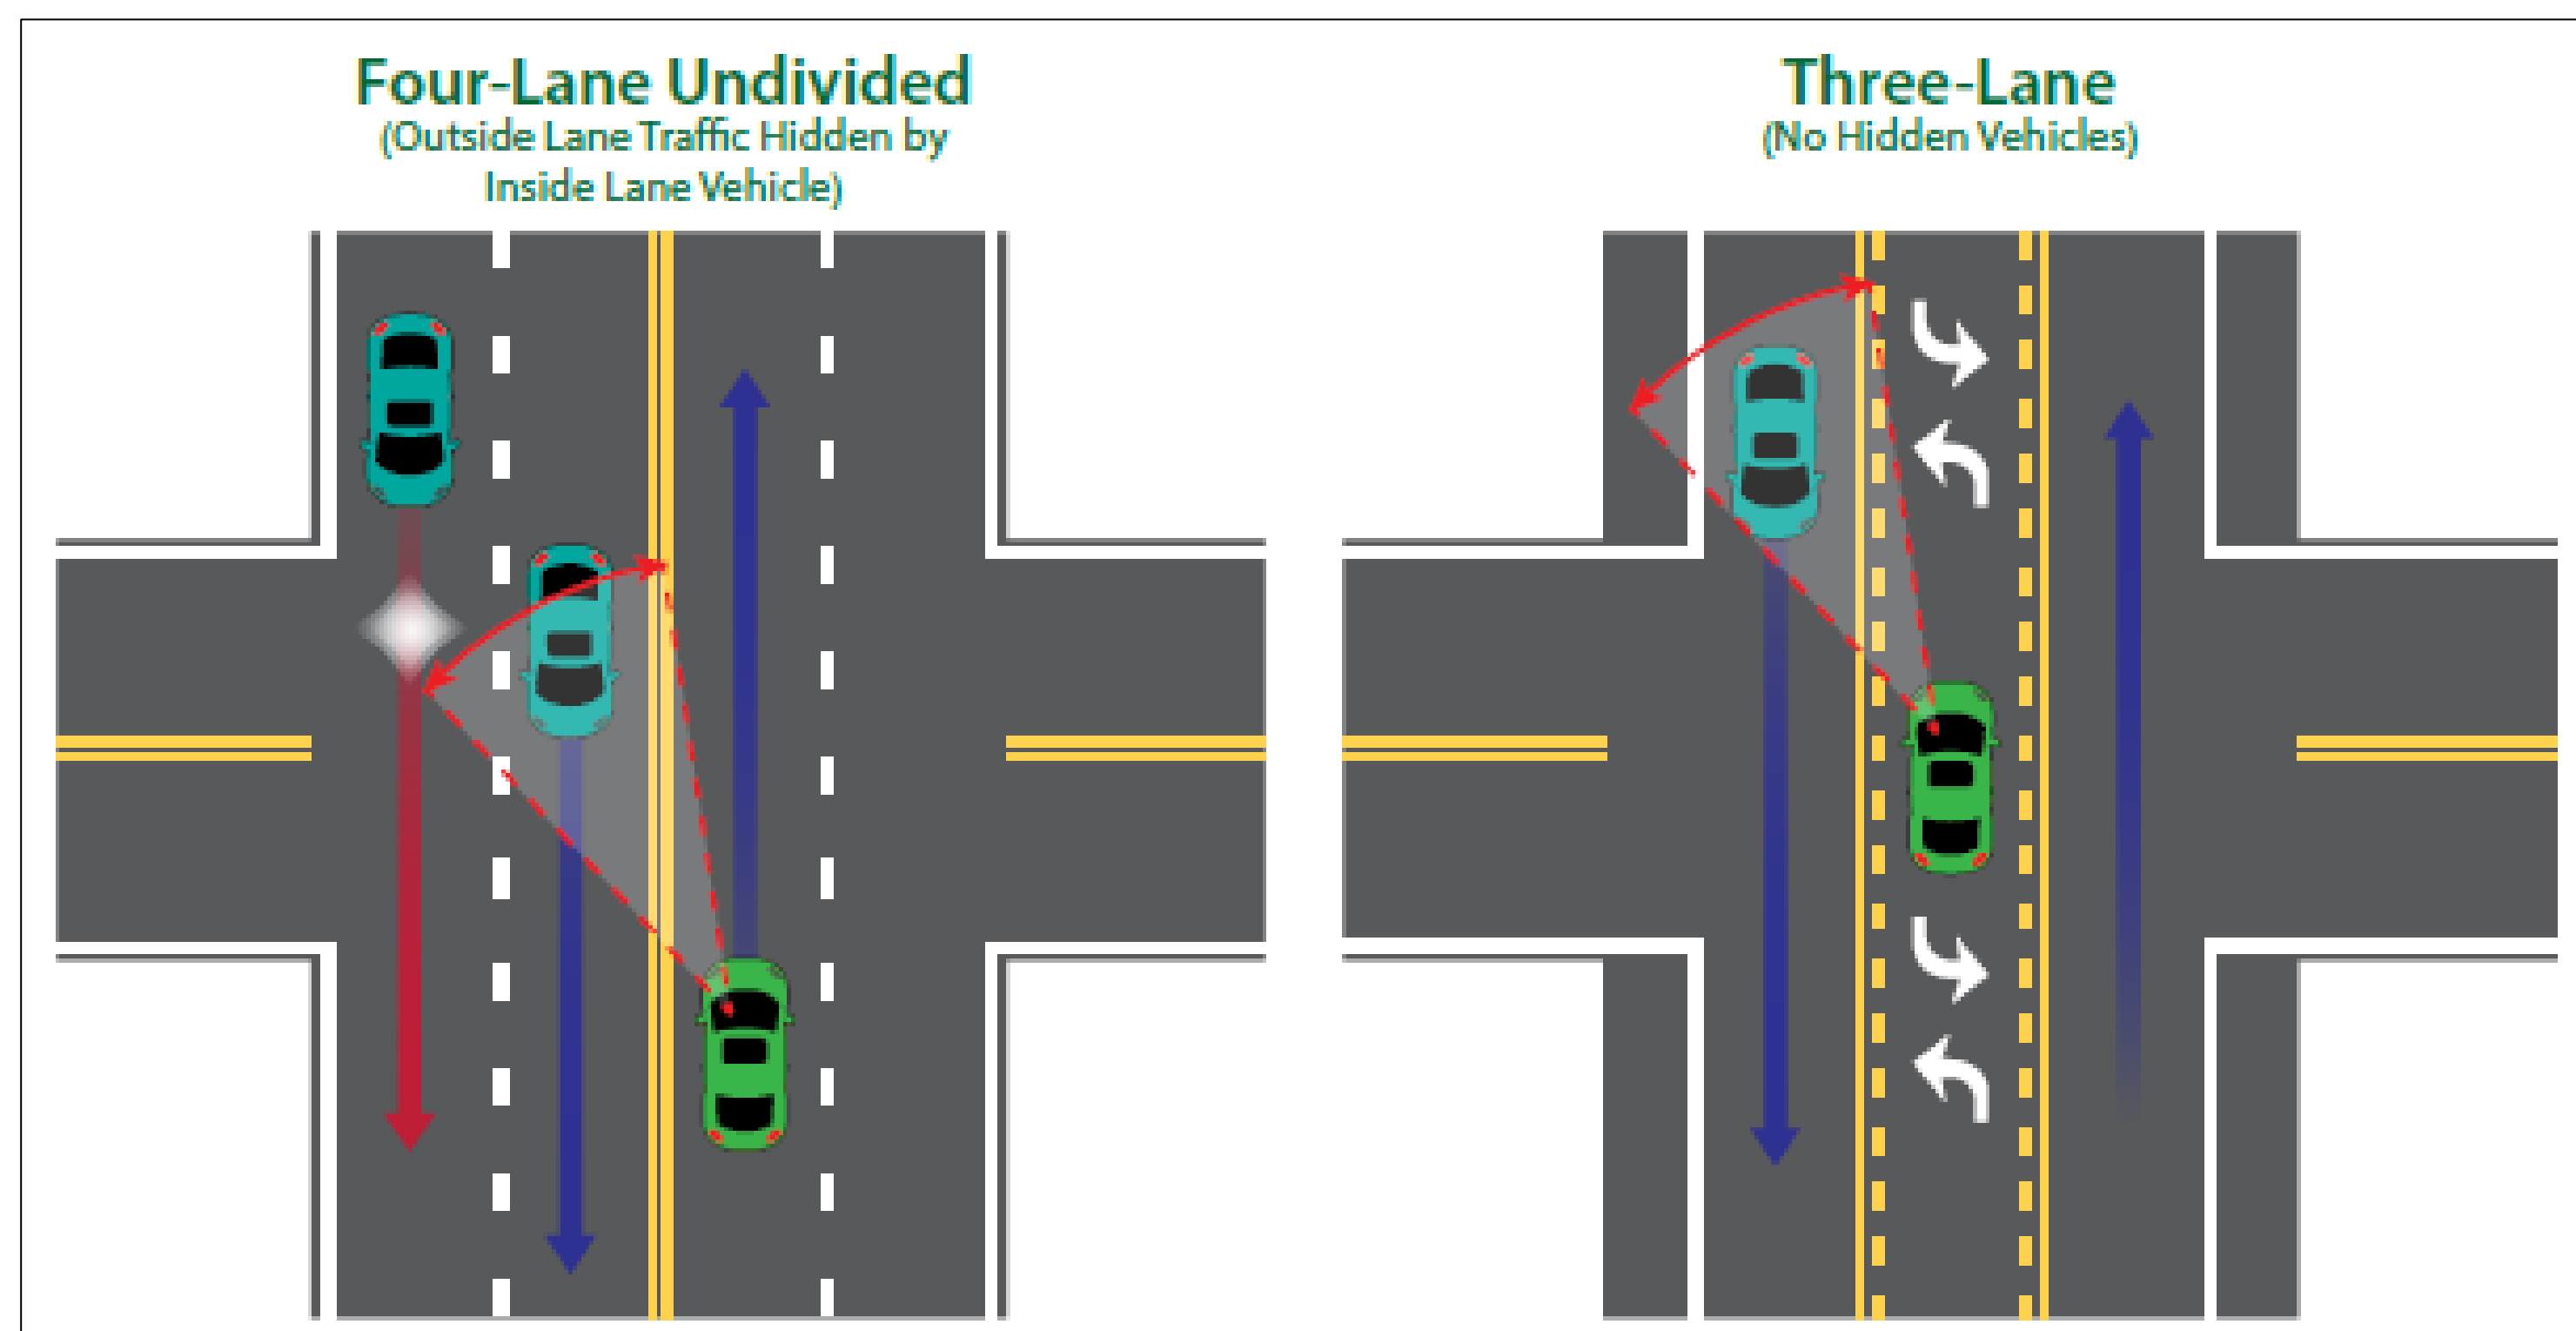 Four-Lane Undivided
(Outside Lane Traffic Hidden by
Inside Lane Vehicle)
Three-Lane
(No Hidden Vehicles)